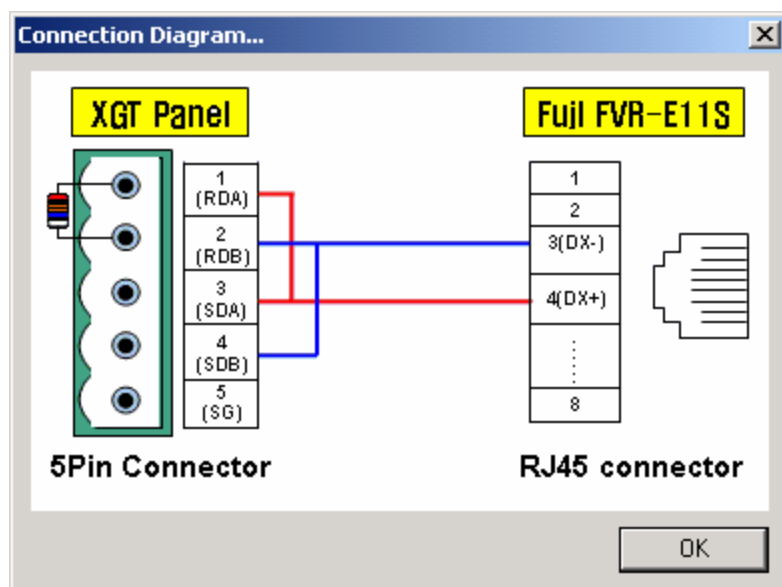 Connection Diagram...
XGT Panel
Fuji FVR-E11S
1
(RDA)
2
(RDB)
3
(SDA)
4
(SDB)
5
(SG)
1
2
3(DX-)
4(DX+)
8
5Pin Connector
RJ45 connector
OK